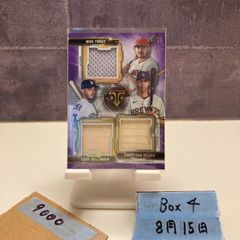 MIKE TROUT
CODY BELLINGER
CHRISTIAN YELICH
9000
Box 4
8月15日